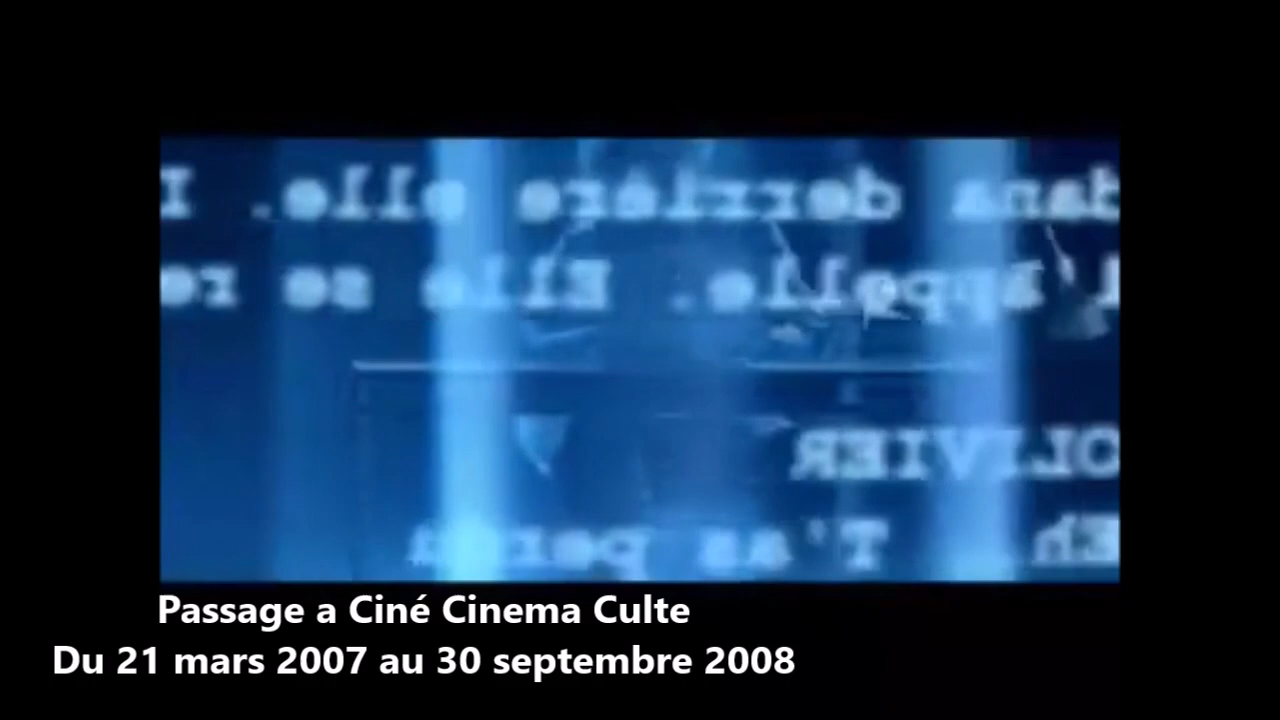 dans derrière elle. I
l'appelle. Elle se re
OLIVIER
Eh... T'as perdu
Passage a Ciné Cinema Culte
Du 21 mars 2007 au 30 septembre 2008